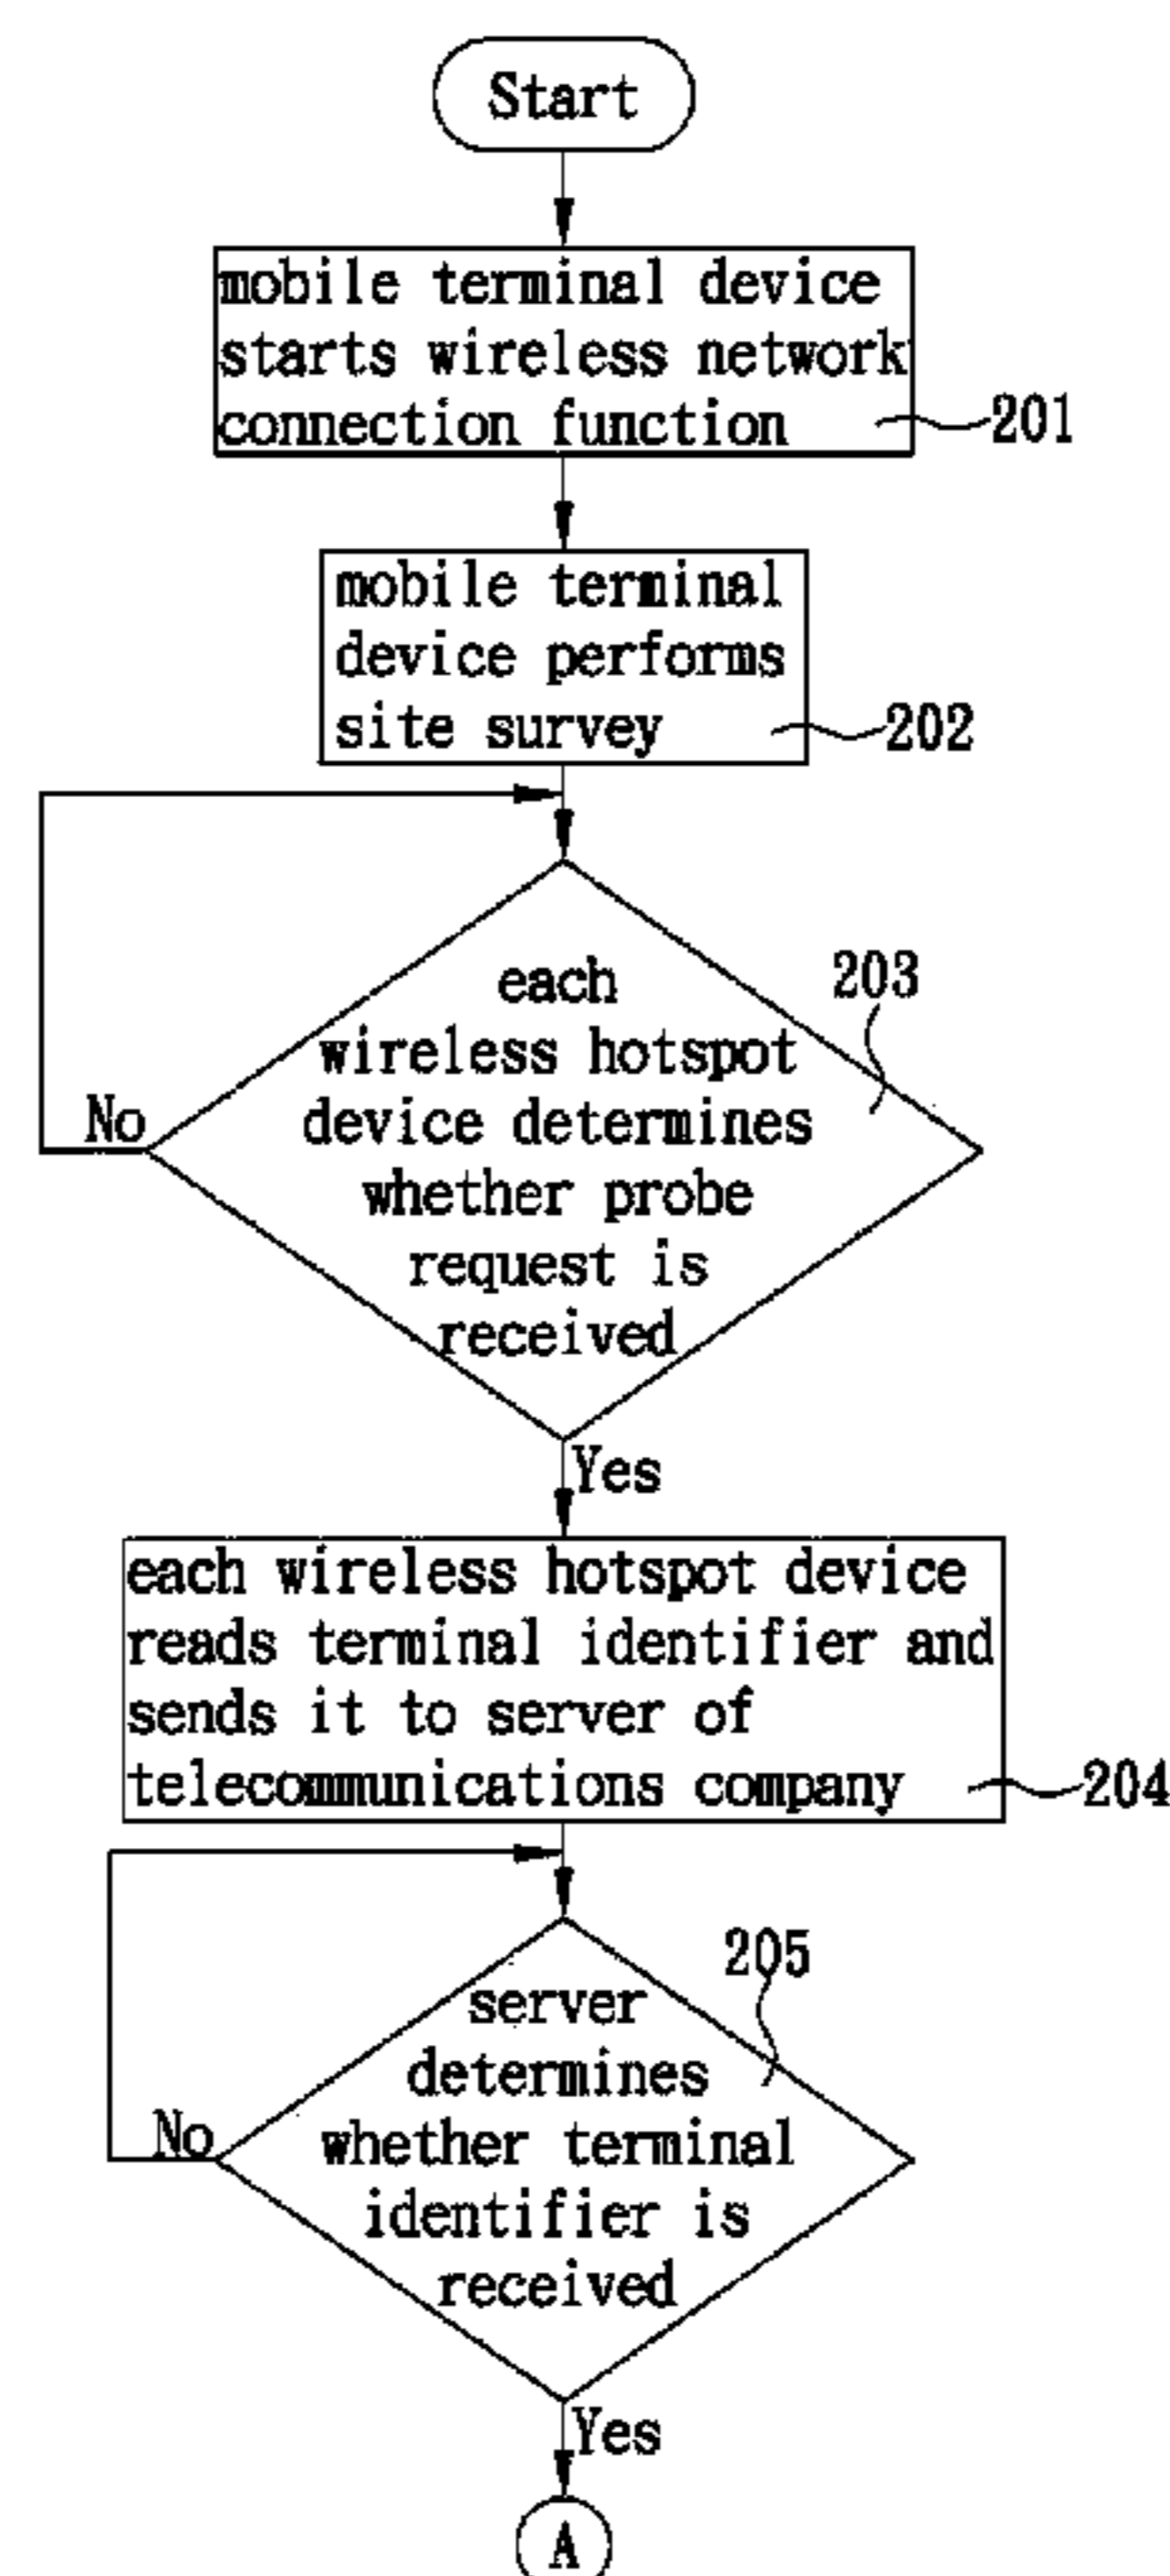 Start
mobile terminal device
starts wireless network
connection function
201
mobile terminal
device performs
site survey
202
each
203
wireless hotspot
device determines
No
whether probe
request is
received
Yes
each wireless hotspot device
reads terminal identifier and
sends it to server of
telecommunications company
204
205
server
determines
No
whether terminal
identifier is
received
Yes
A